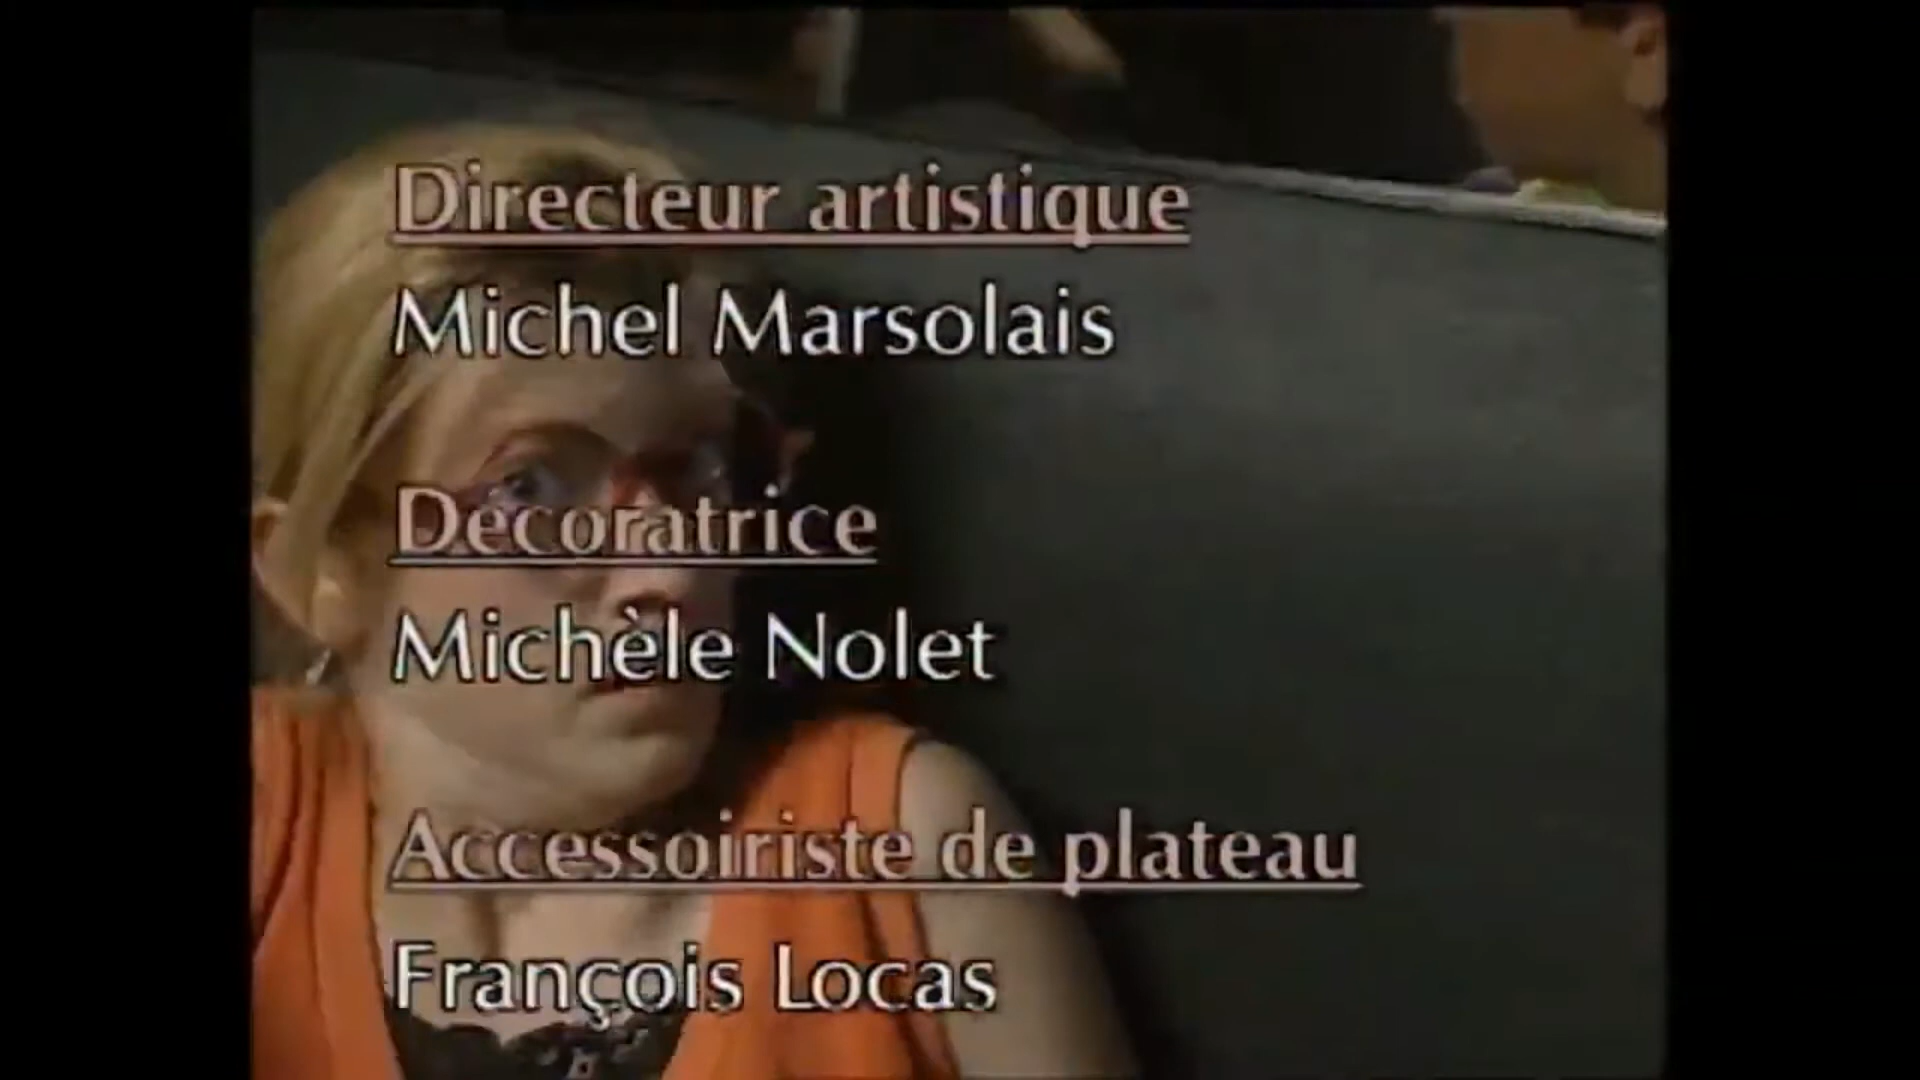 Directeur artistique
Michel Marsolais
Décoratrice
Michèle Nolet
Accessoiriste de plateau
François Locas